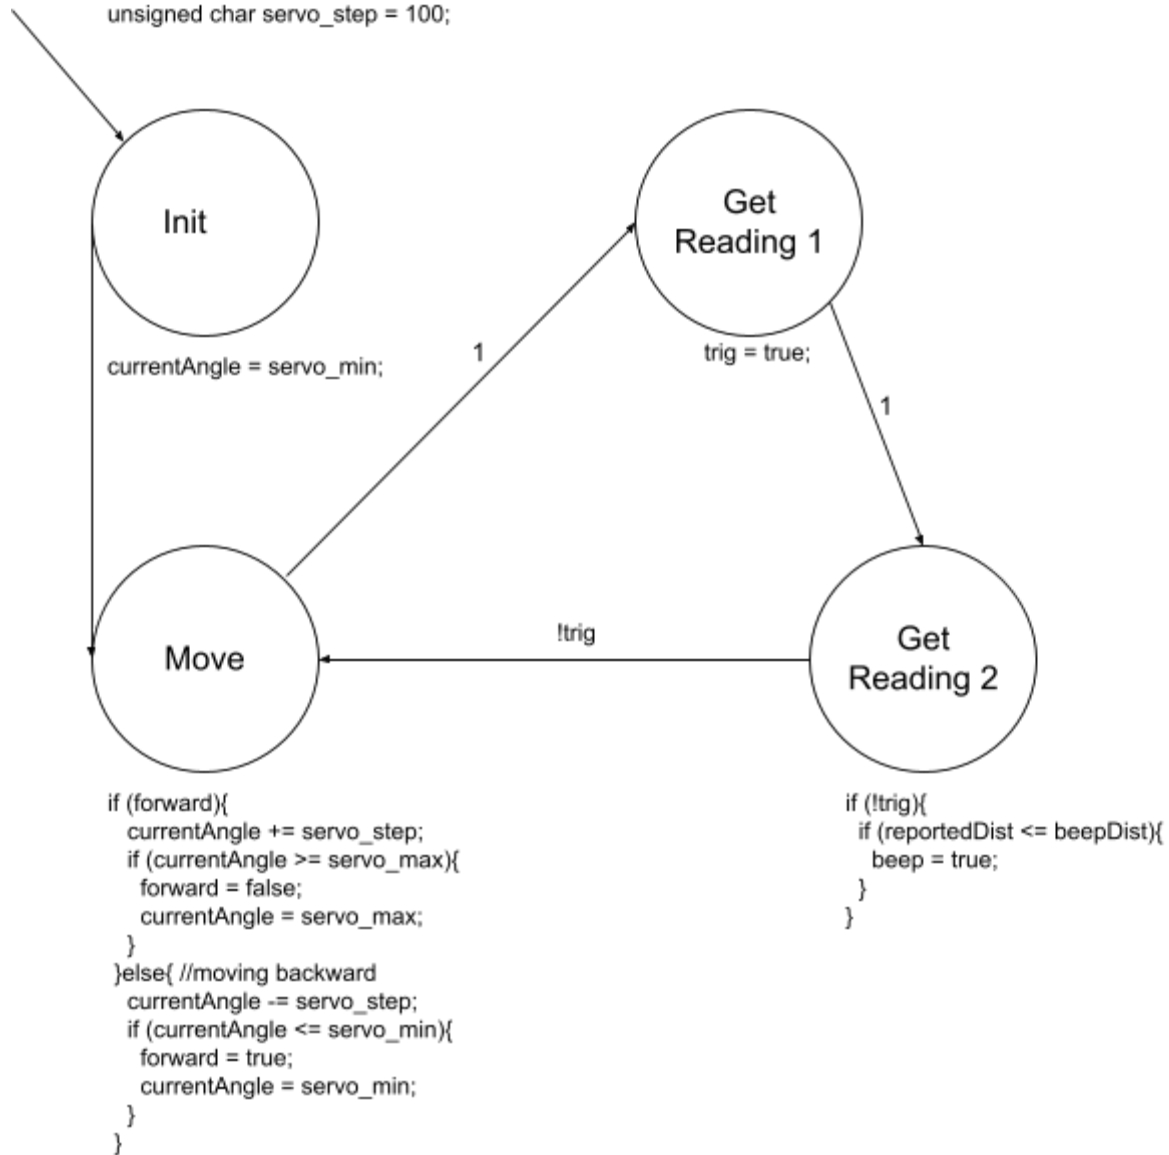 unsigned char servo_step = 100;
Init
currentAngle = servo_min;
Get
Reading 1
trig = true;
1
1
Move
!trig
Get
Reading 2
if (forward){
currentAngle += servo_step;
if (currentAngle >= servo_max){
forward = false;
currentAngle = servo_max;
}
}else{ //moving backward
currentAngle -= servo_step;
if (currentAngle <= servo_min){
forward = true;
currentAngle = servo_min;
}
}
if (!trig){
if (reportedDist <= beepDist){
beep = true;
}
}